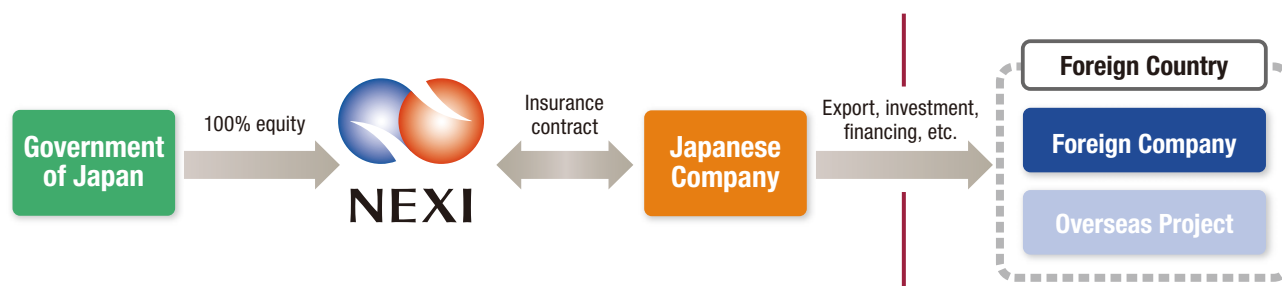 Government
of Japan
100% equity
NEXI
Insurance
contract
Japanese
Company
Export, investment,
financing, etc.
Foreign Country
Foreign Company
Overseas Project